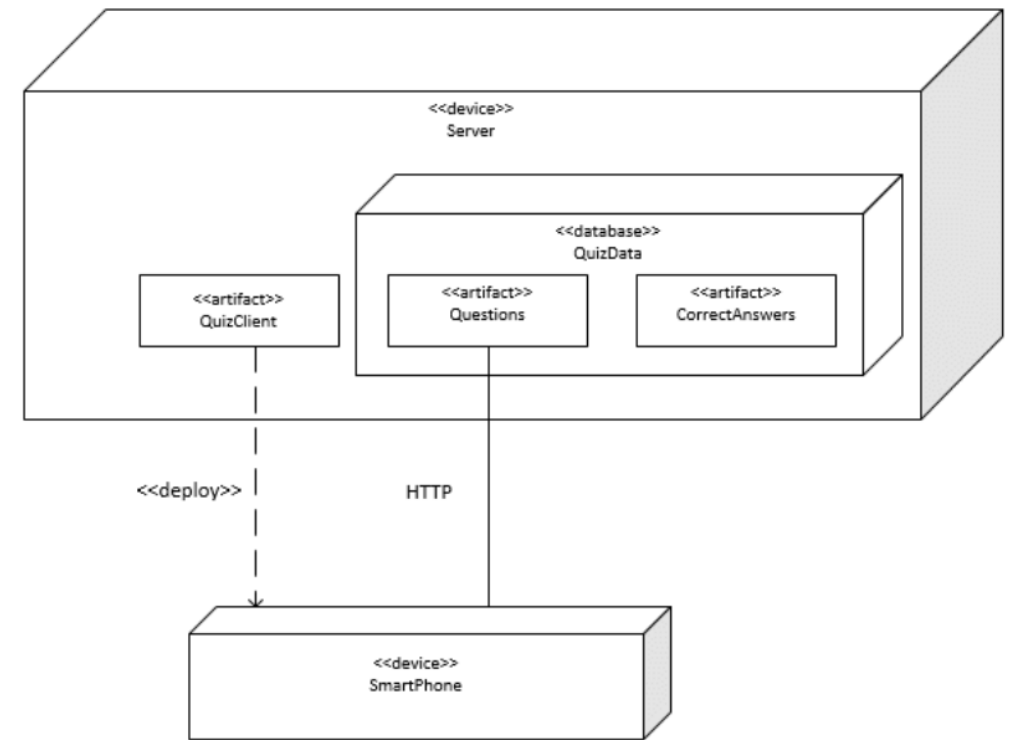 <<device>>
Server
<<database>>
QuizData
<<artifact>>
QuizClient
<<artifact>>
Questions
<<artifact>>
CorrectAnswers
<<deploy>>
HTTP
<<device>>
SmartPhone